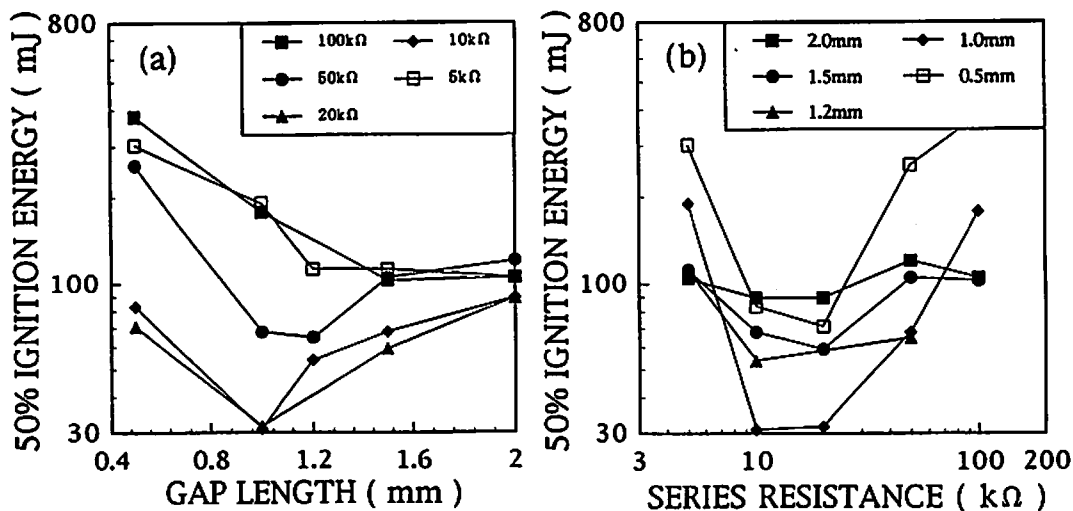 50% IGNITION ENERGY ( mJ )
800
100
30
(a)
100kΩ
10kΩ
50kΩ
5kΩ
20kΩ
0.4
0.8
1.2
1.6
2
GAP LENGTH ( mm )
50% IGNITION ENERGY ( mJ )
800
100
30
(b)
2.0mm
1.0mm
1.5mm
0.5mm
1.2mm
3
10
100
200
SERIES RESISTANCE ( kΩ )